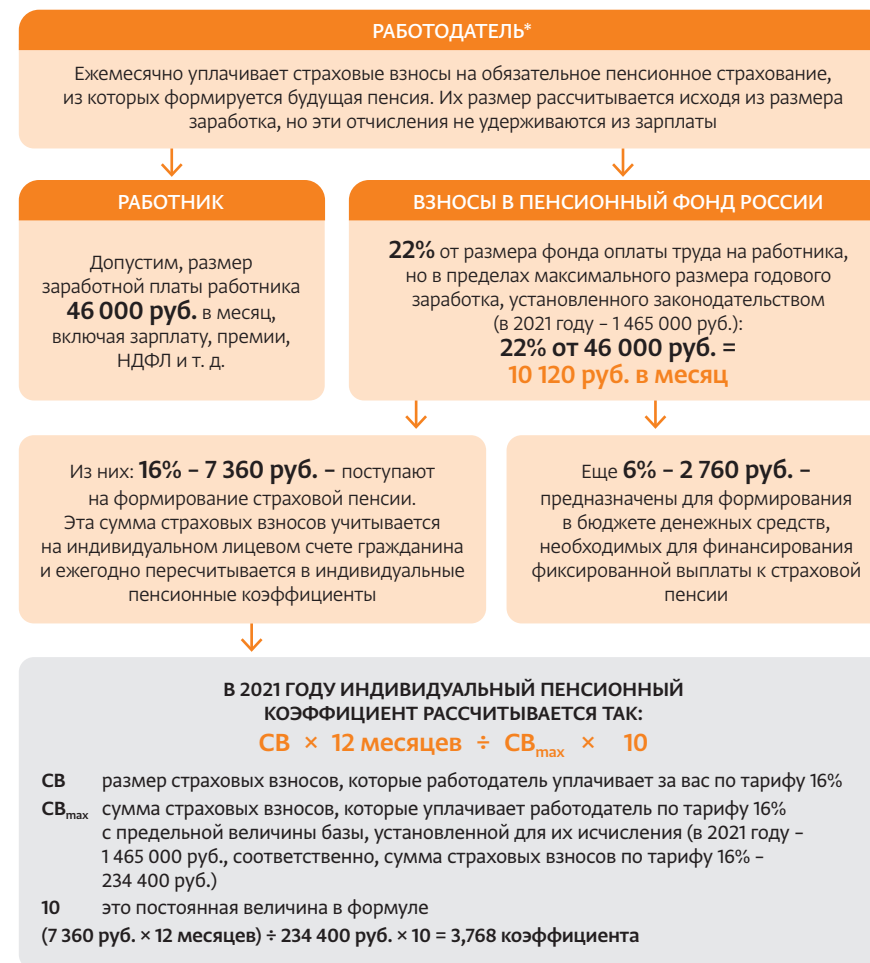 РАБОТОДАТЕЛЬ*
Ежемесячно уплачивает страховые взносы на обязательное пенсионное страхование,
из которых формируется будущая пенсия. Их размер рассчитывается исходя из размера
заработка, но эти отчисления не удерживаются из зарплаты
РАБОТНИК
Допустим, размер
заработной платы работника
46 000 руб. в месяц,
включая зарплату, премии,
НДФЛ и т. д.
ВЗНОСЫ В ПЕНСИОННЫЙ ФОНД РОССИИ
22% от размера фонда оплаты труда на работника,
но в пределах максимального размера годового
заработка, установленного законодательством
(в 2021 году – 1 465 000 руб.):
22% от 46 000 руб. =
10 120 руб. в месяц
Из них: 16% – 7 360 руб. – поступают
на формирование страховой пенсии.
Эта сумма страховых взносов учитывается
на индивидуальном лицевом счете гражданина
и ежегодно пересчитывается в индивидуальные
пенсионные коэффициенты
Еще 6% – 2 760 руб. –
предназначены для формирования
в бюджете денежных средств,
необходимых для финансирования
фиксированной выплаты к страховой
пенсии
В 2021 ГОДУ ИНДИВИДУАЛЬНЫЙ ПЕНСИОННЫЙ
КОЭФФИЦИЕНТ РАССЧИТЫВАЕТСЯ ТАК:
СВ × 12 месяцев ÷ СВmax × 10
СВ размер страховых взносов, которые работодатель уплачивает за вас по тарифу 16%
СВmax сумма страховых взносов, которые уплачивает работодатель по тарифу 16%
с предельной величины базы, установленной для их исчисления (в 2021 году –
1 465 000 руб., соответственно, сумма страховых взносов по тарифу 16% –
234 400 руб.)
10 это постоянная величина в формуле
(7 360 руб. × 12 месяцев) ÷ 234 400 руб. × 10 = 3,768 коэффициента